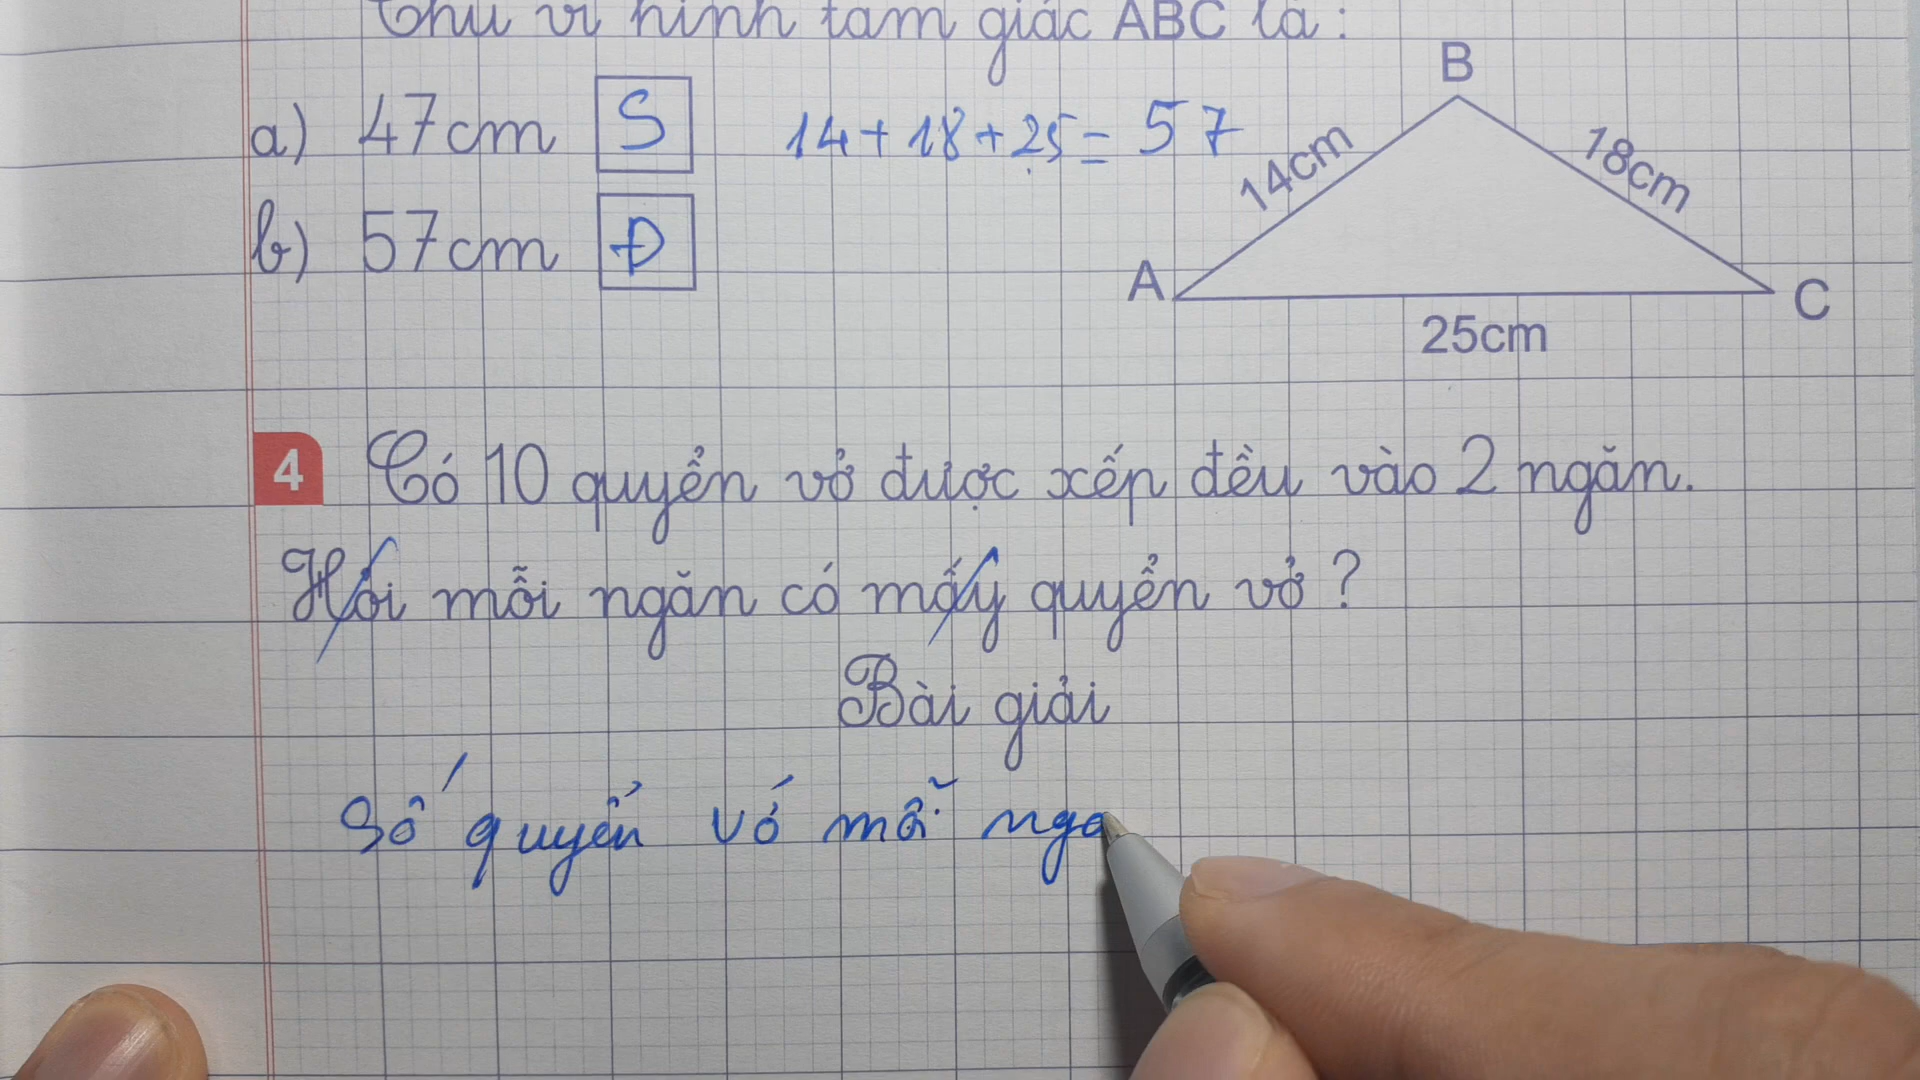 Chu vi hình tam giác ABC là:
B
a) 47cm S 14+18+25= 57
14cm
18cm
b) 57cm Đ
A
C
25cm
4 Có 10 quyển vở được xếp đều vào 2 ngăn.
Hỏi mỗi ngăn có mấy quyển vở?
Bài giải
Số quyển vở mỗi nga